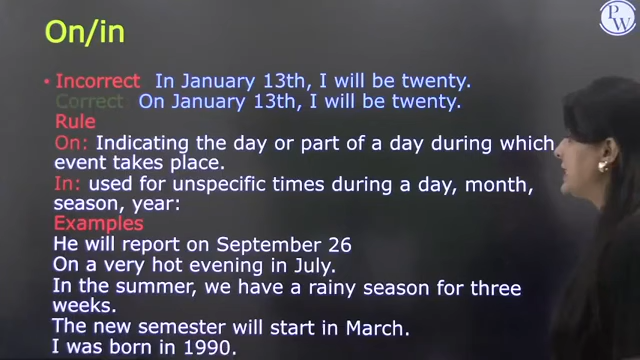 On/in
PW
• Incorrect In January 13th, I will be twenty.
Correct On January 13th, I will be twenty.
Rule
On: Indicating the day or part of a day during which
event takes place.
In: used for unspecific times during a day, month,
season, year:
Examples
He will report on September 26
On a very hot evening in July.
In the summer, we have a rainy season for three
weeks.
The new semester will start in March.
I was born in 1990.